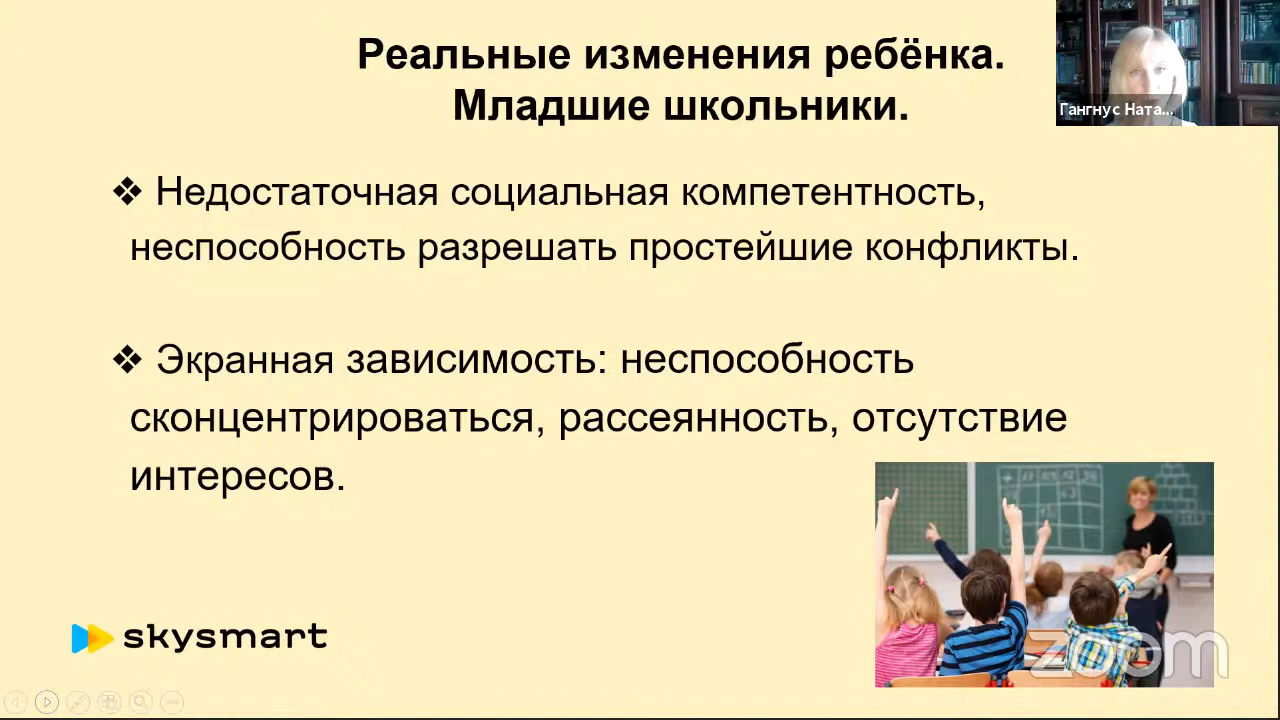 Реальные изменения ребёнка.
Младшие школьники.
Гангнус Ната...
❖ Недостаточная социальная компетентность,
неспособность разрешать простейшие конфликты.
❖ Экранная зависимость: неспособность
сконцентрироваться, рассеянность, отсутствие
интересов.
skysmart
zoom